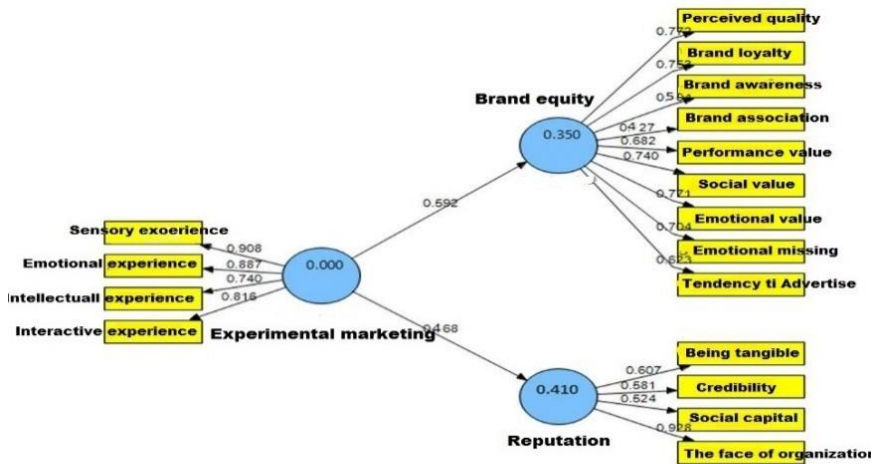 Perceived quality
0.772
Brand loyalty
0.753
Brand awareness
Brand equity
Brand association
0.350
0.427
0.682
Performance value
0.740
Social value
0.771
Emotional value
0.704
Emotional missing
0.623
Tendency ti Advertise
0.592
Sensory exoerience
0.908
Emotional experience
0.887
0.000
0.740
Intellectuall experience
0.816
Interactive experience
Experimental marketing
0.468
Being tangible
0.607
0.410
0.581
Credibility
0.524
Social capital
0.928
Reputation
The face of organization